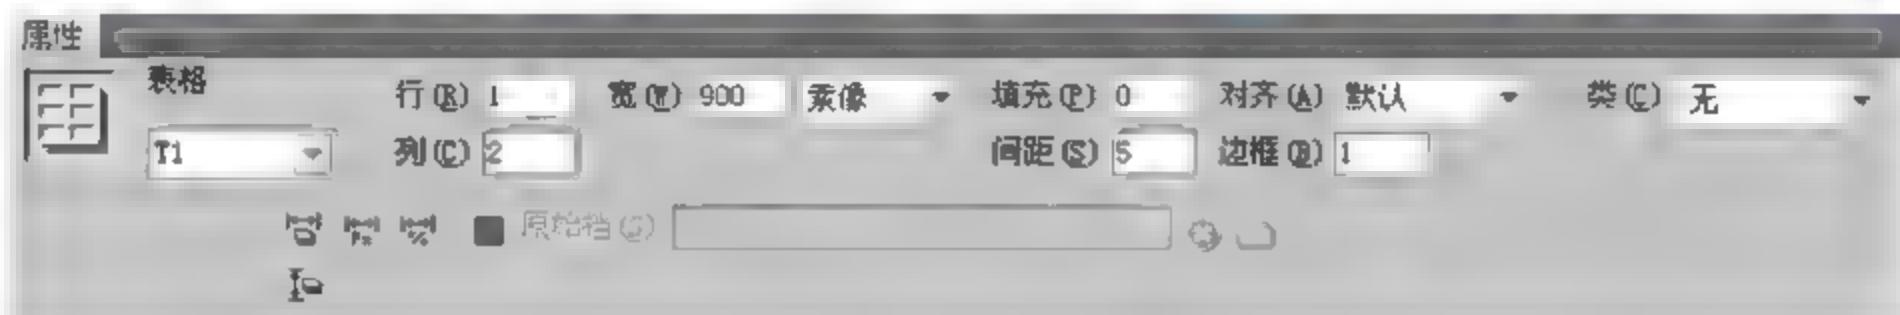 属性
表格 行(R) 1 宽(W) 900 像素 填充(P) 0 对齐(A) 默认 类(C) 无
T1 列(C) 2 间距(S) 5 边框(B) 1
原始档(O)